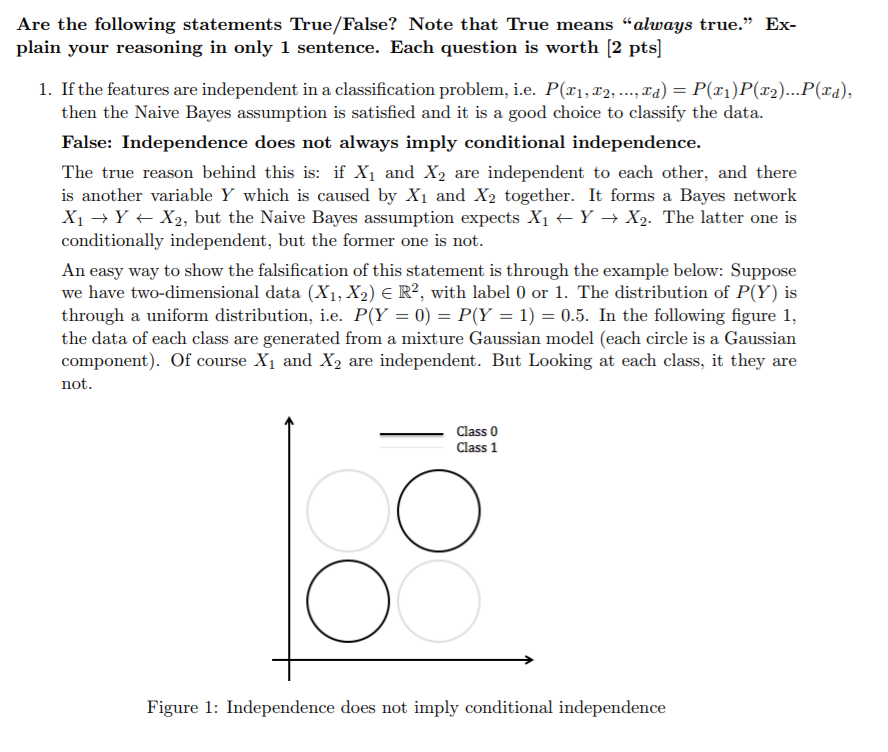 Are the following statements True/False? Note that True means “always true.” Ex-
plain your reasoning in only 1 sentence. Each question is worth [2 pts]
1. If the features are independent in a classification problem, i.e. P(x₁, x₂, ..., x_d) = P(x₁)P(x₂)...P(x_d),
then the Naive Bayes assumption is satisfied and it is a good choice to classify the data.
False: Independence does not always imply conditional independence.
The true reason behind this is: if X₁ and X₂ are independent to each other, and there
is another variable Y which is caused by X₁ and X₂ together. It forms a Bayes network
X₁ → Y ← X₂, but the Naive Bayes assumption expects X₁ ← Y → X₂. The latter one is
conditionally independent, but the former one is not.
An easy way to show the falsification of this statement is through the example below: Suppose
we have two-dimensional data (X₁, X₂) ∈ ℝ², with label 0 or 1. The distribution of P(Y) is
through a uniform distribution, i.e. P(Y = 0) = P(Y = 1) = 0.5. In the following figure 1,
the data of each class are generated from a mixture Gaussian model (each circle is a Gaussian
component). Of course X₁ and X₂ are independent. But Looking at each class, it they are
not.
Class 0
Class 1
Figure 1: Independence does not imply conditional independence